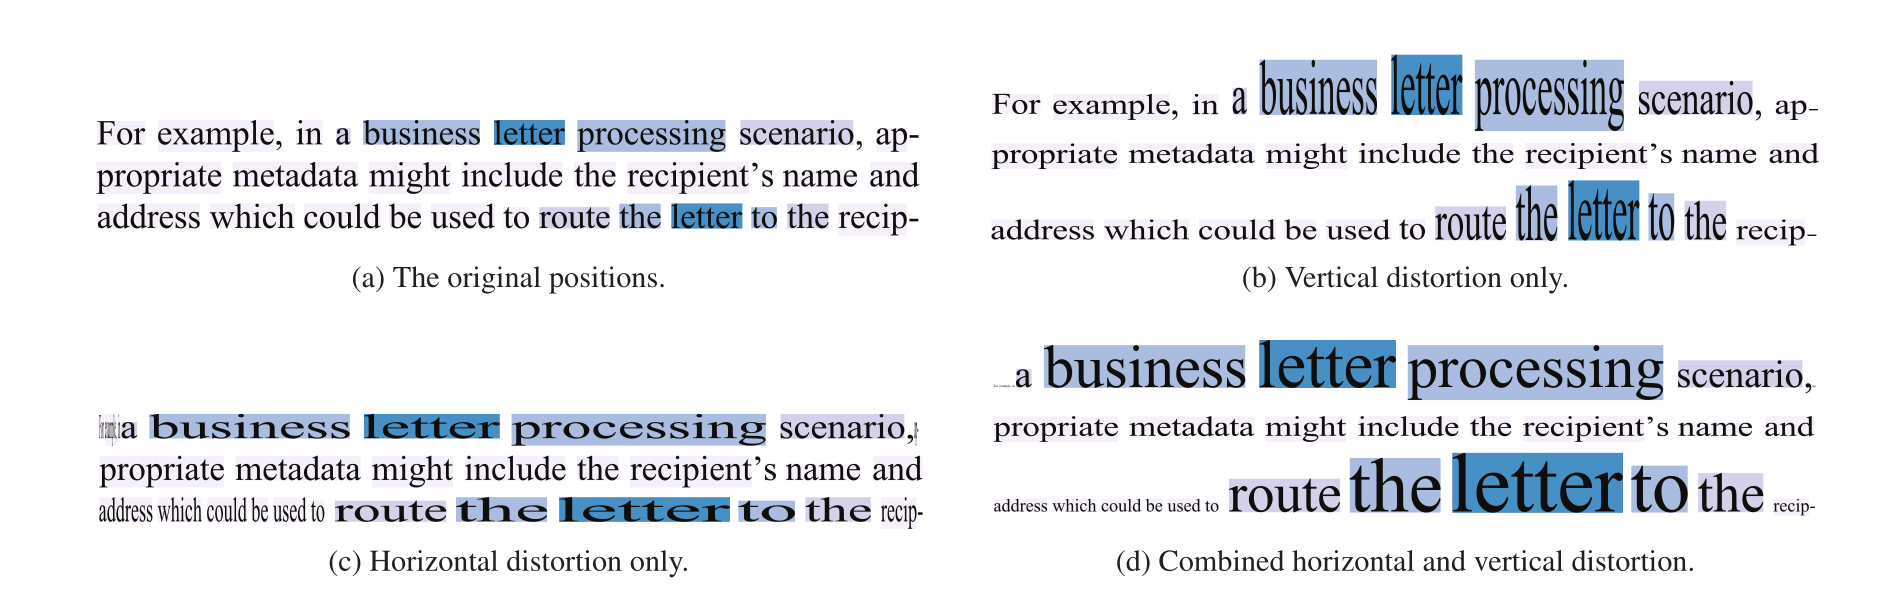 For example, in a business letter processing scenario, ap-
propriate metadata might include the recipient's name and
address which could be used to route the letter to the recip-
(a) The original positions.
For example, in a business letter processing scenario, ap-
propriate metadata might include the recipient's name and
address which could be used to route the letter to the recip-
(b) Vertical distortion only.
a business letter processing scenario,
propriate metadata might include the recipient's name and
address which could be used to route the letter to the recip-
(c) Horizontal distortion only.
a business letter processing scenario,
propriate metadata might include the recipient's name and
address which could be used to route the letter to the recip-
(d) Combined horizontal and vertical distortion.